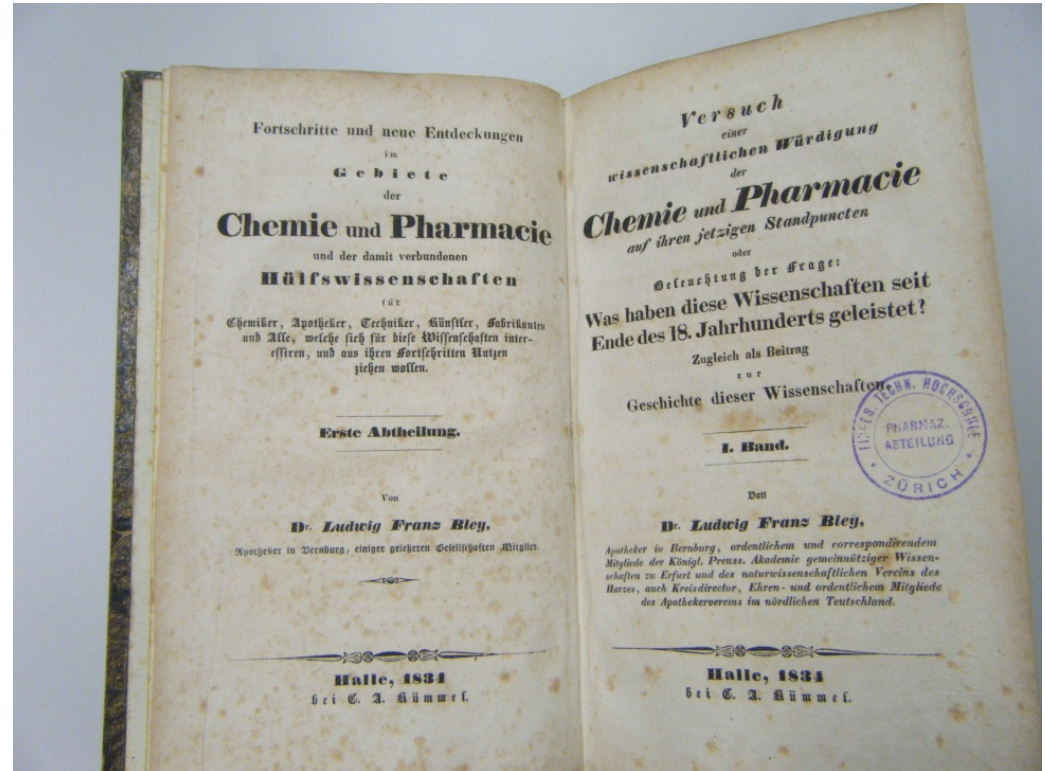 Fortschritte und neue Entdeckungen
im
Gebiete
der
Chemie und Pharmacie
und der damit verbundenen
Hülfswissenschaften
für
Chemiker, Apotheker, Techniker, Künstler, Fabrikanten
und Alle, welche sich für diese Wissenschaften inter-
essiren, und aus ihren Fortschritten Nutzen
ziehen wollen.
Erste Abtheilung.
Von
Dr. Ludwig Franz Bley,
Apotheker in Bernburg, einiger gelehrten Gesellschaften Mitglied.
Halle, 1834
bei C. A. Kümmel.
Versuch
einer
wissenschaftlichen Würdigung
der
Chemie und Pharmacie
auf ihren jetzigen Standpuncten
oder
Beleuchtung der Frage:
Was haben diese Wissenschaften seit
Ende des 18. Jahrhunderts geleistet?
Zugleich als Beitrag
zur
Geschichte dieser Wissenschaften.
I. Band.
EIDGEN. TECHN. HOCHSCHULE
PHARMAZ.
ABTEILUNG
* ZÜRICH *
Von
Dr. Ludwig Franz Bley,
Apotheker in Bernburg, ordentlichem und correspondirendem
Mitgliede der Königl. Preuss. Akademie gemeinnütziger Wissen-
schaften zu Erfurt und des naturwissenschaftlichen Vereins des
Harzes, auch Kreisdirector, Ehren- und ordentlichem Mitgliede
des Apothekervereins im nördlichen Teutschland.
Halle, 1834
bei C. A. Kümmel.